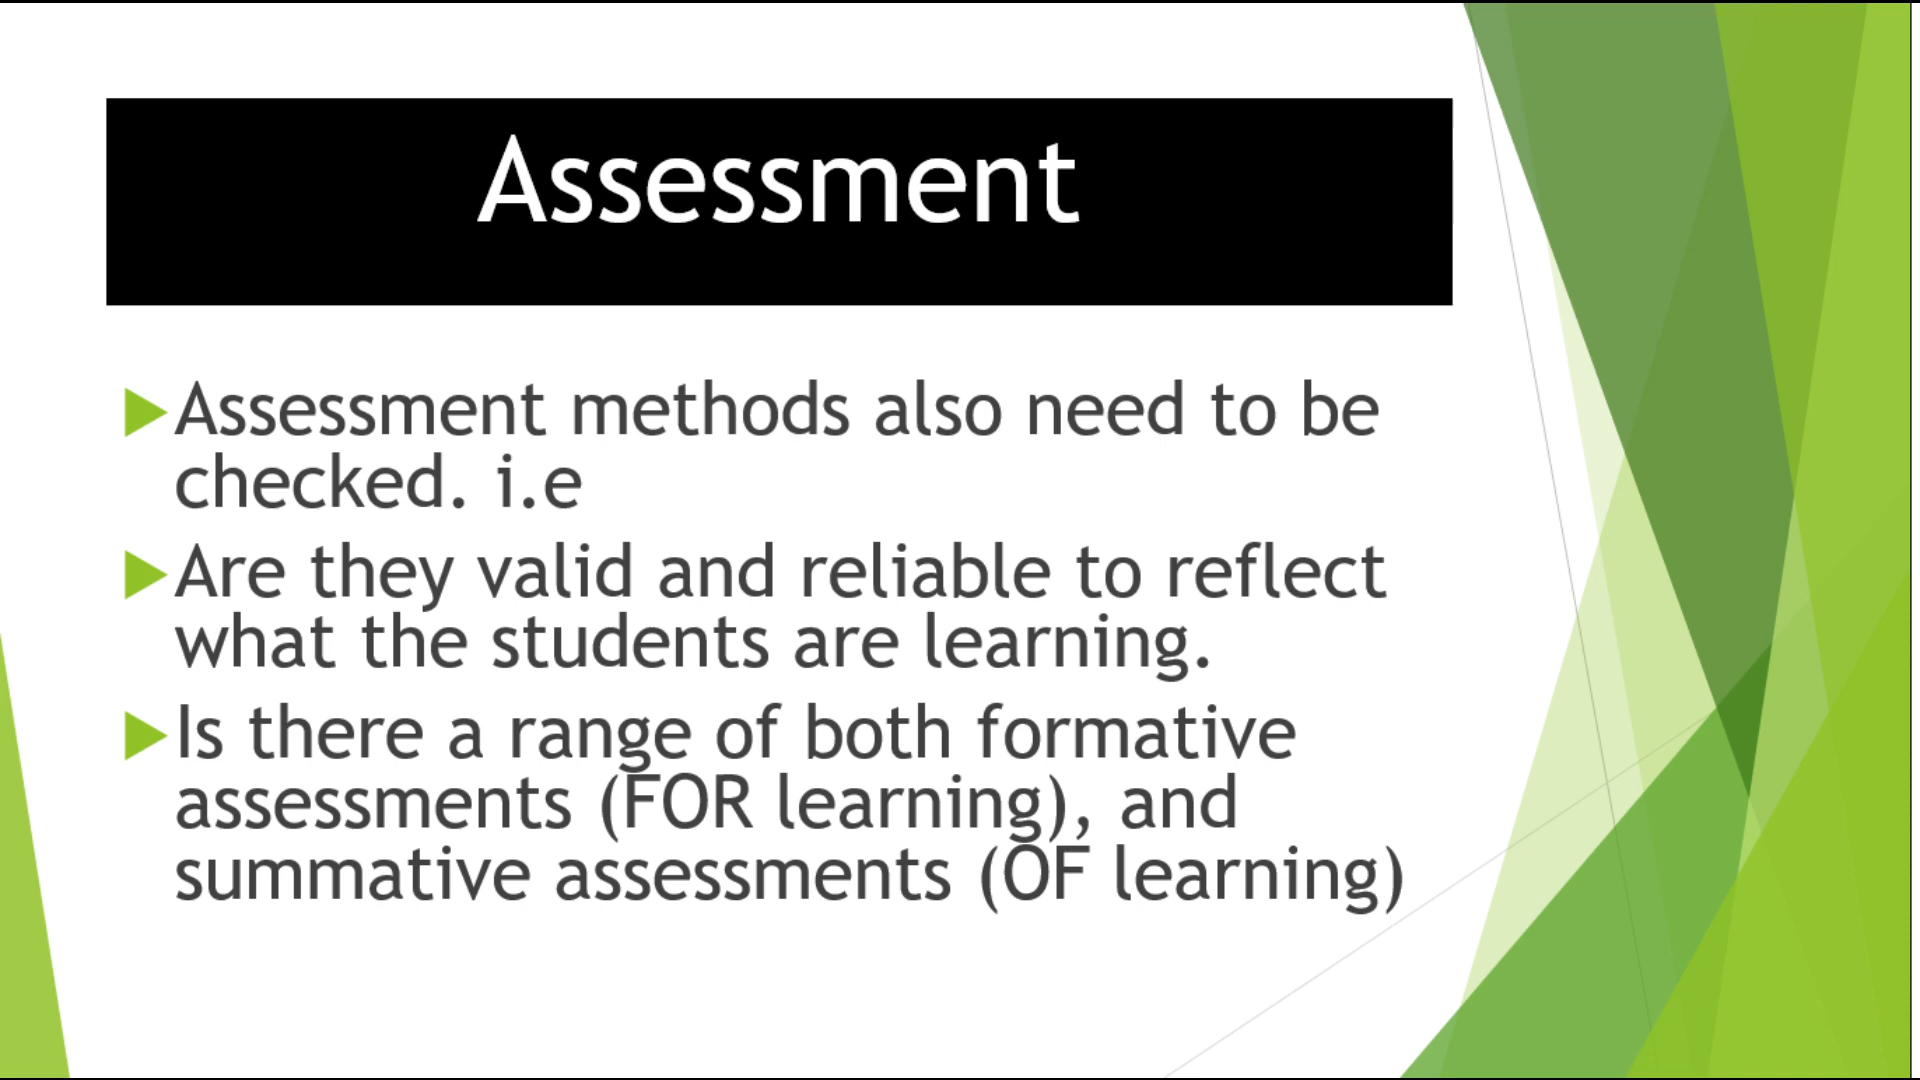 Assessment
Assessment methods also need to be
checked. i.e
Are they valid and reliable to reflect
what the students are learning.
Is there a range of both formative
assessments (FOR learning), and
summative assessments (OF learning)